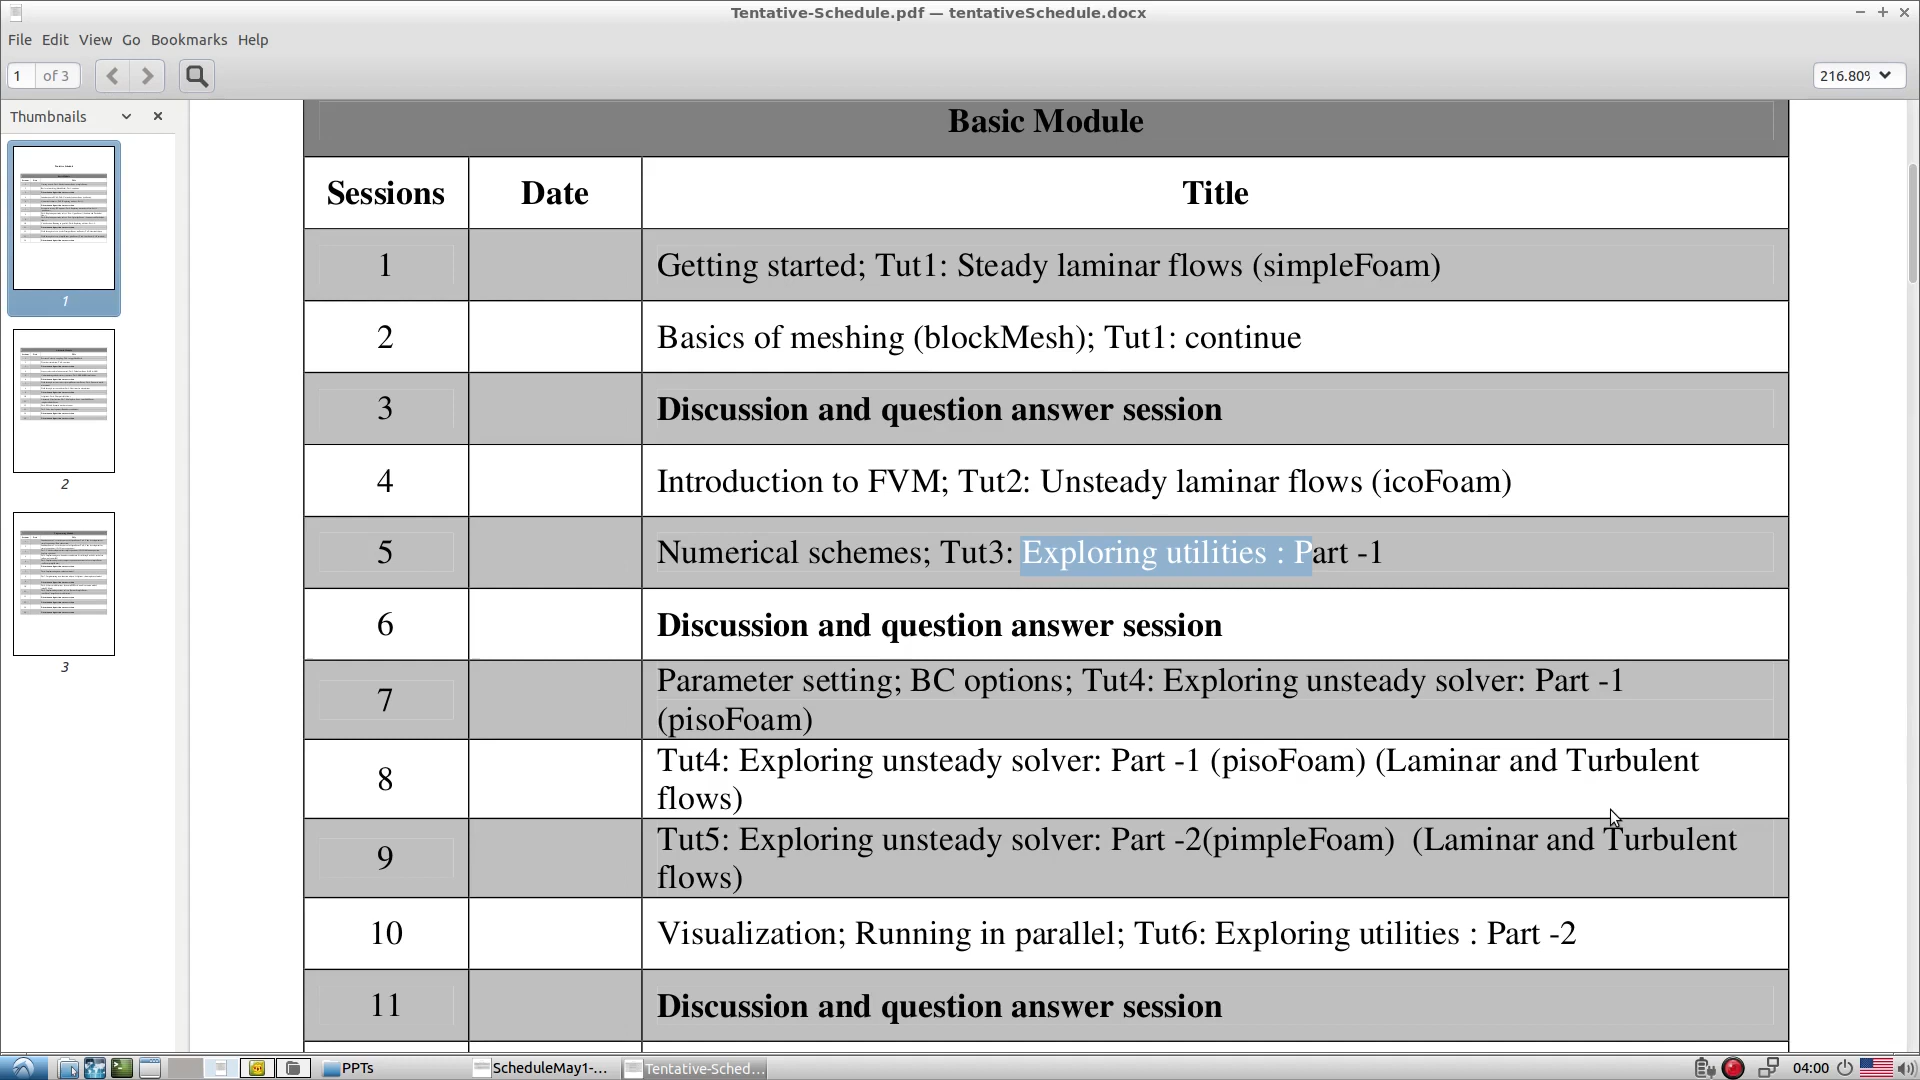 Tentative-Schedule.pdf — tentativeSchedule.docx
File Edit View Go Bookmarks Help
1 of 3
216.80%
Thumbnails
1
2
3
Basic Module
Sessions Date Title
1 Getting started; Tut1: Steady laminar flows (simpleFoam)
2 Basics of meshing (blockMesh); Tut1: continue
3 Discussion and question answer session
4 Introduction to FVM; Tut2: Unsteady laminar flows (icoFoam)
5 Numerical schemes; Tut3: Exploring utilities : Part -1
6 Discussion and question answer session
7 Parameter setting; BC options; Tut4: Exploring unsteady solver: Part -1
(pisoFoam)
8 Tut4: Exploring unsteady solver: Part -1 (pisoFoam) (Laminar and Turbulent
flows)
9 Tut5: Exploring unsteady solver: Part -2(pimpleFoam) (Laminar and Turbulent
flows)
10 Visualization; Running in parallel; Tut6: Exploring utilities : Part -2
11 Discussion and question answer session
PPTs ScheduleMay1-... Tentative-Sched... 04:00